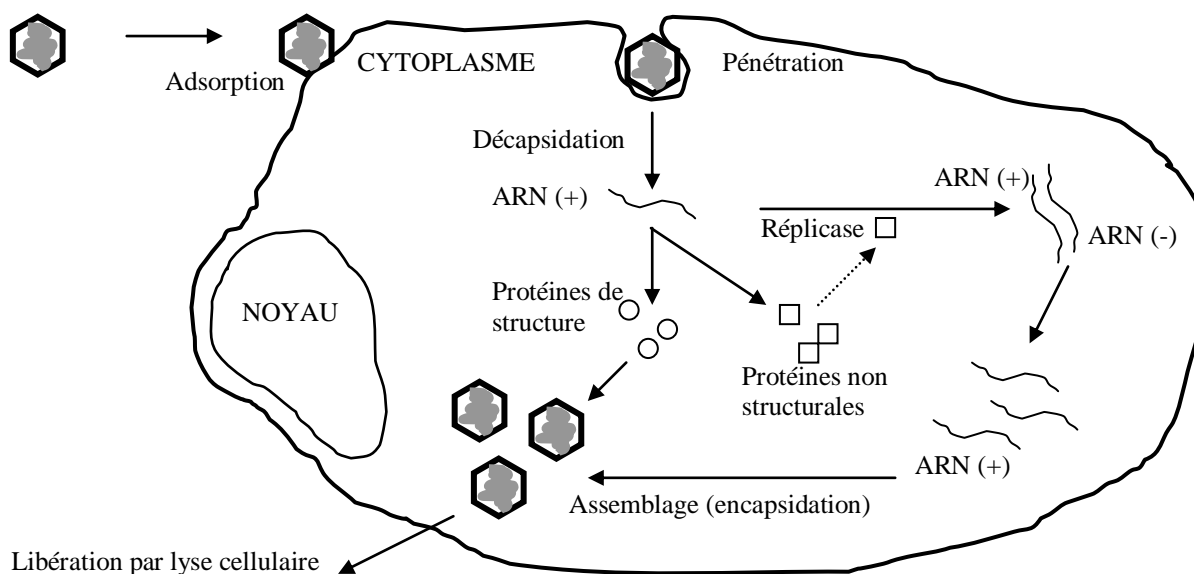 Adsorption
CYTOPLASME
Pénétration
Décapsidation
ARN (+)
ARN (+)
Réplicase
ARN (-)
Protéines de
structure
NOYAU
Protéines non
structurales
ARN (+)
Assemblage (encapsidation)
Libération par lyse cellulaire